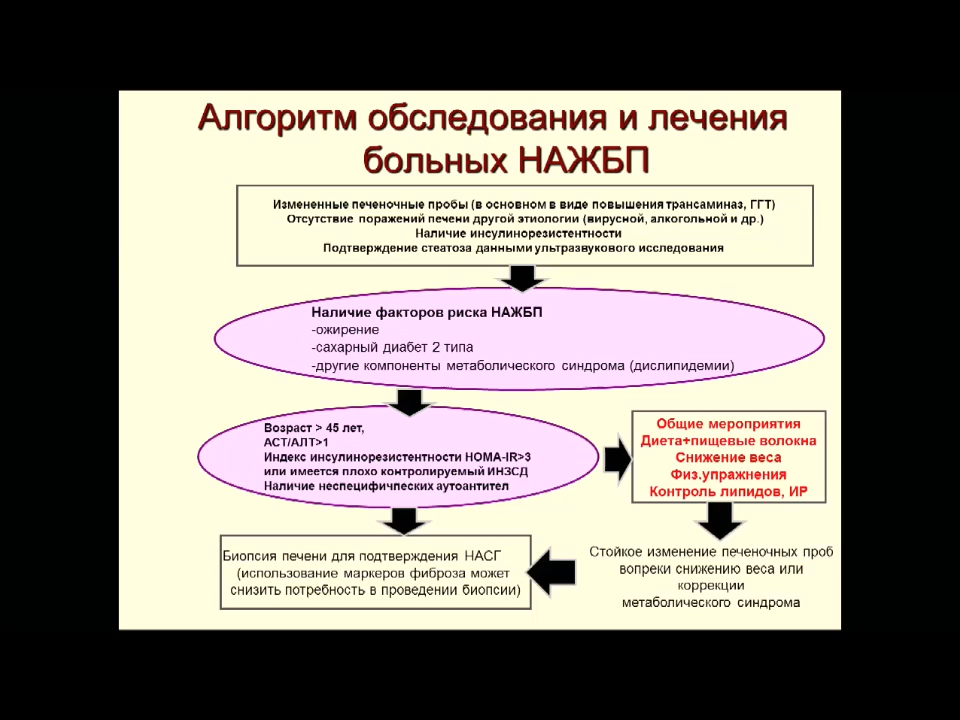 Алгоритм обследования и лечения
больных НАЖБП
Измененные печеночные пробы (в основном в виде повышения трансаминаз, ГГТ)
Отсутствие поражений печени другой этиологии (вирусной, алкогольной и др.)
Наличие инсулинорезистентности
Подтверждение стеатоза данными ультразвукового исследования
Наличие факторов риска НАЖБП
-ожирение
-сахарный диабет 2 типа
-другие компоненты метаболического синдрома (дислипидемии)
Возраст > 45 лет,
АСТ/АЛТ>1
Индекс инсулинорезистентности HOMA-IR>3
или имеется плохо контролируемый ИНЗСД
Наличие неспецифичпеских аутоантител
Общие мероприятия
Диета+пищевые волокна
Снижение веса
Физ.упражнения
Контроль липидов, ИР
Стойкое изменение печеночных проб
вопреки снижению веса или
коррекции
метаболического синдрома
Биопсия печени для подтверждения НАСГ
(использование маркеров фиброза может
снизить потребность в проведении биопсии)